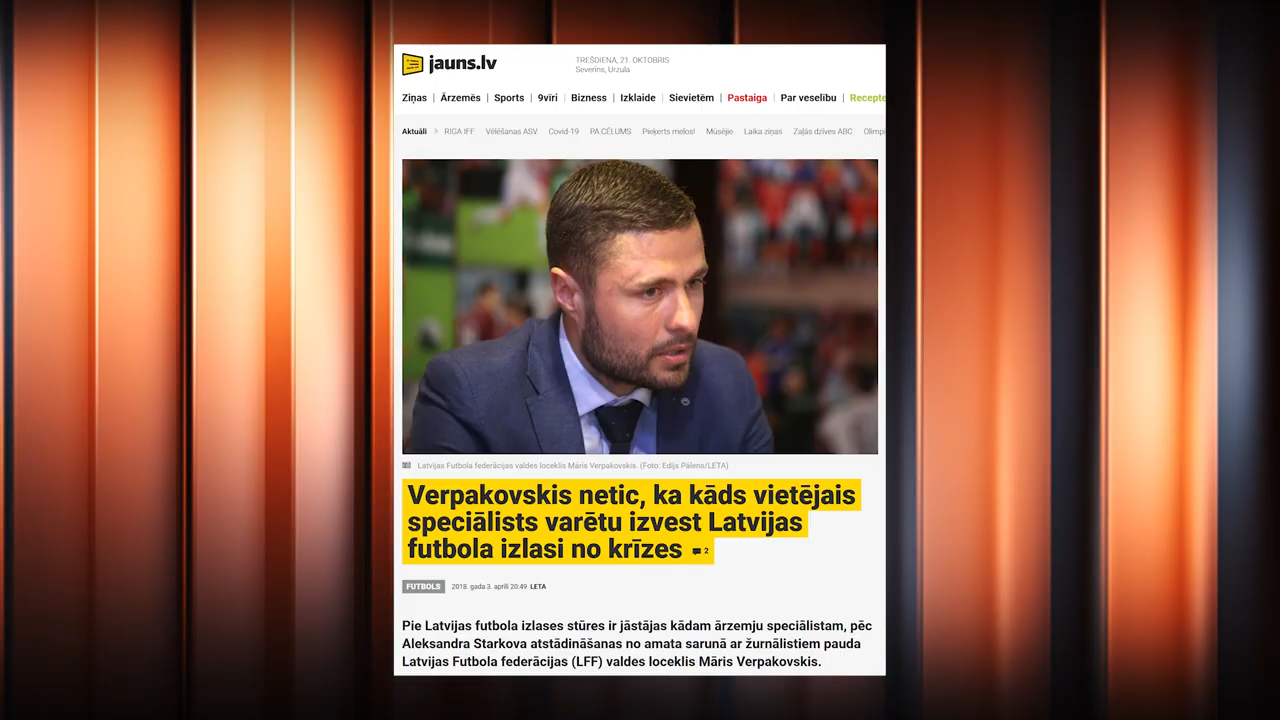 jauns.lv
TREŠDIENA, 21. OKTOBRIS
Severīns, Urzula
Ziņas | Ārzemēs | Sports | 9vīri | Bizness | Izklaide | Sievietēm | Pastaiga | Par veselību | Recepte
Aktuāli RIGA IFF Vēlēšanas ASV Covid-19 PA CEĻAM Pieķerts melos! Mūsējie Laika ziņas Zaļās dzīves ABC Olimpi
Latvijas Futbola federācijas valdes loceklis Māris Verpakovskis. (Foto: Edijs Pālens/LETA)
Verpakovskis netic, ka kāds vietējais
speciālists varētu izvest Latvijas
futbola izlasi no krīzes 2
FUTBOLS 2018. gada 3. aprīlī 20:49 LETA
Pie Latvijas futbola izlases stūres ir jāstājas kādam ārzemju speciālistam, pēc
Aleksandra Starkova atstādināšanas no amata sarunā ar žurnālistiem pauda
Latvijas Futbola federācijas (LFF) valdes loceklis Māris Verpakovskis.